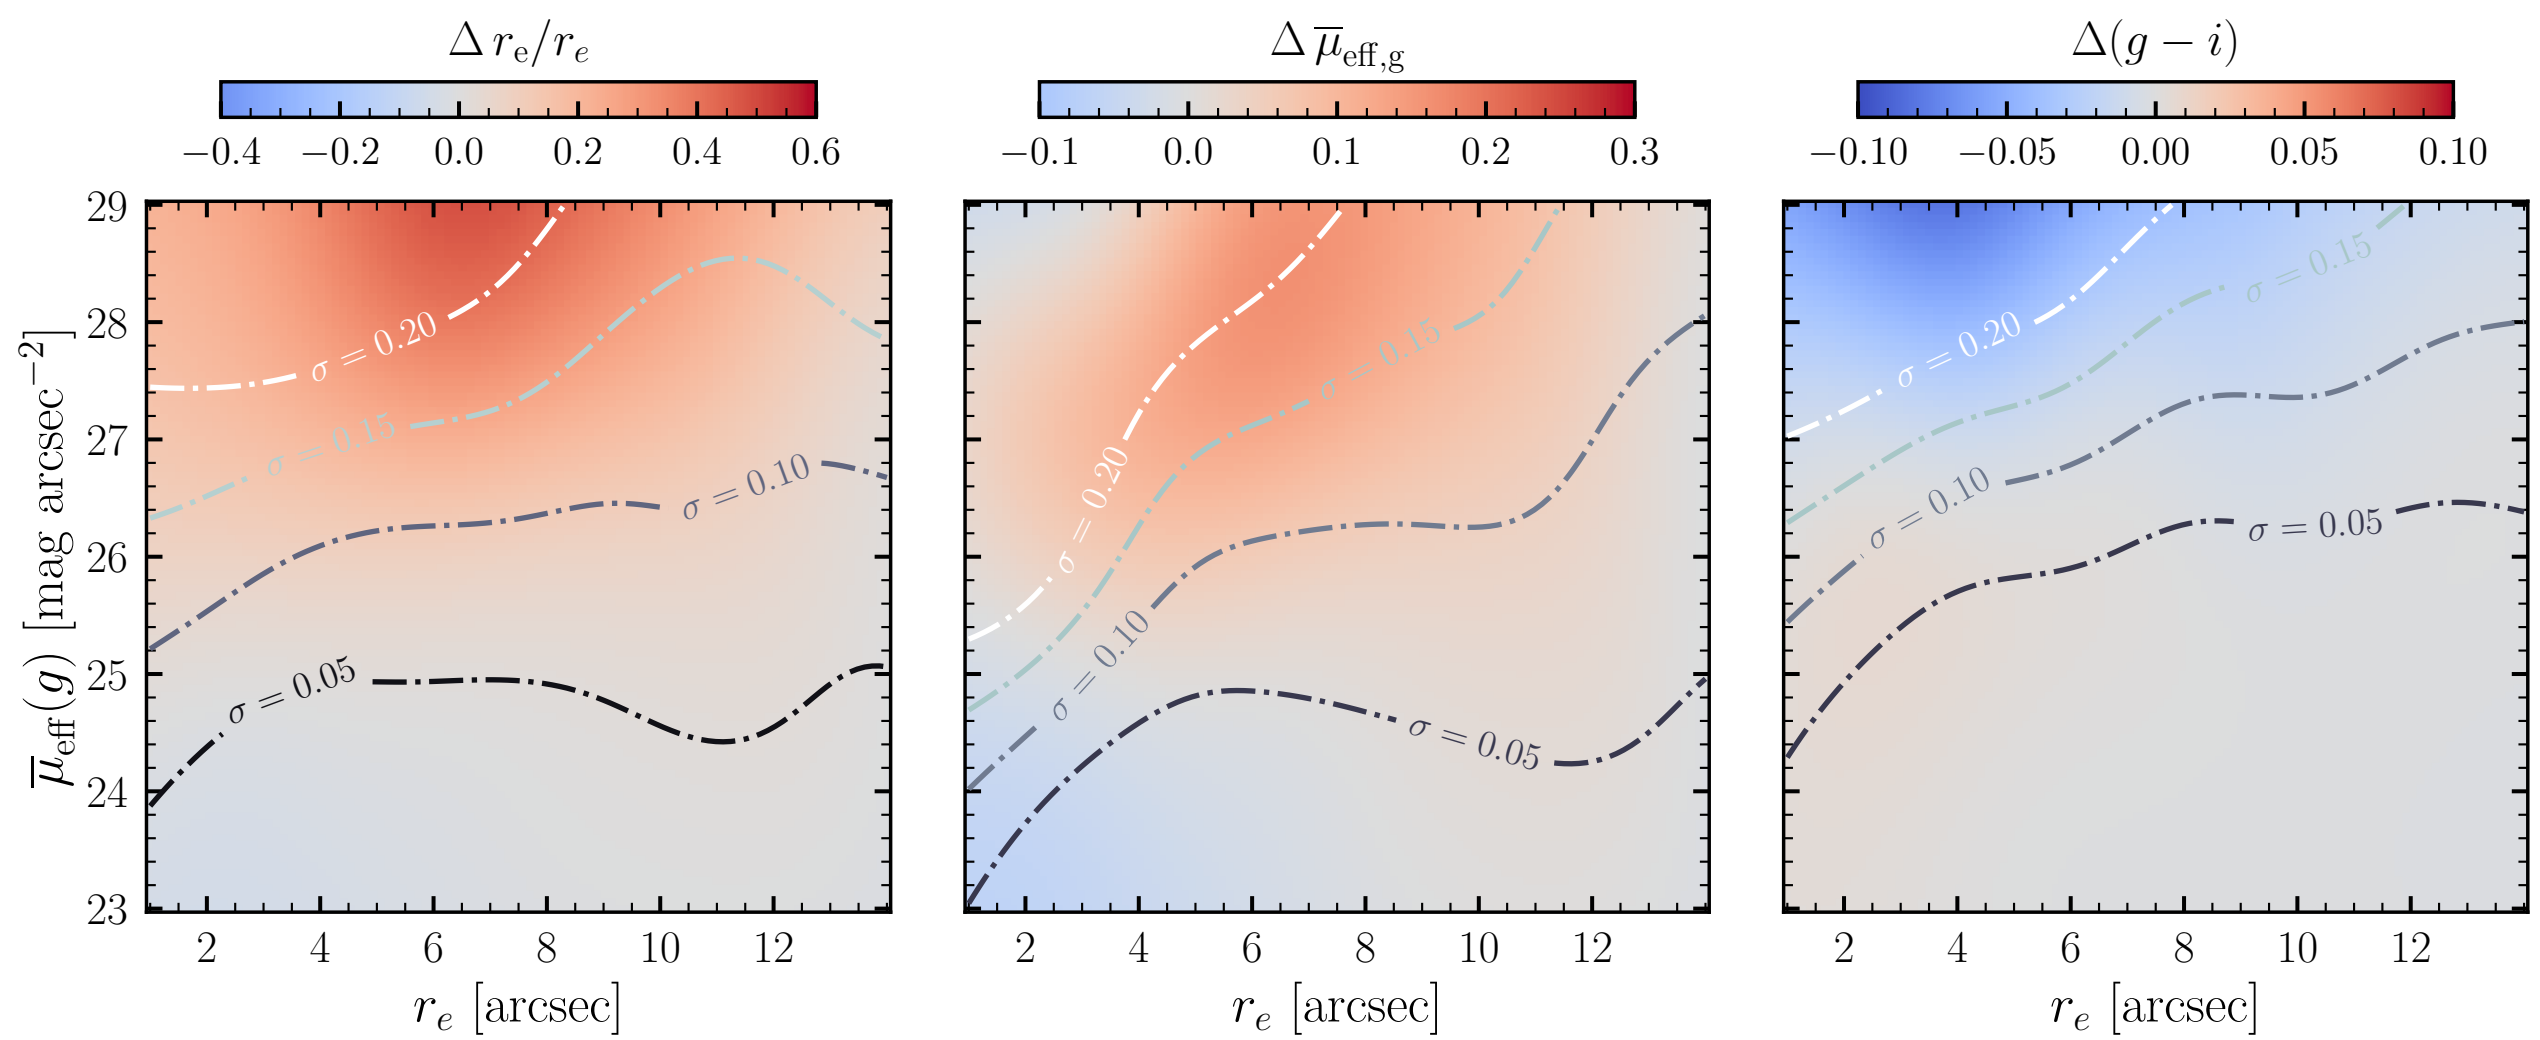 Δ r_e/r_e
−0.4 −0.2 0.0 0.2 0.4 0.6
Δ μ̅_eff,g
−0.1 0.0 0.1 0.2 0.3
Δ(g − i)
−0.10 −0.05 0.00 0.05 0.10
μ̅_eff(g) [mag arcsec⁻²]
29
28
27
26
25
24
23
σ = 0.20
σ = 0.15
σ = 0.10
σ = 0.05
2 4 6 8 10 12
r_e [arcsec]
σ = 0.20
σ = 0.15
σ = 0.10
σ = 0.05
2 4 6 8 10 12
r_e [arcsec]
σ = 0.20
σ = 0.15
σ = 0.10
σ = 0.05
2 4 6 8 10 12
r_e [arcsec]